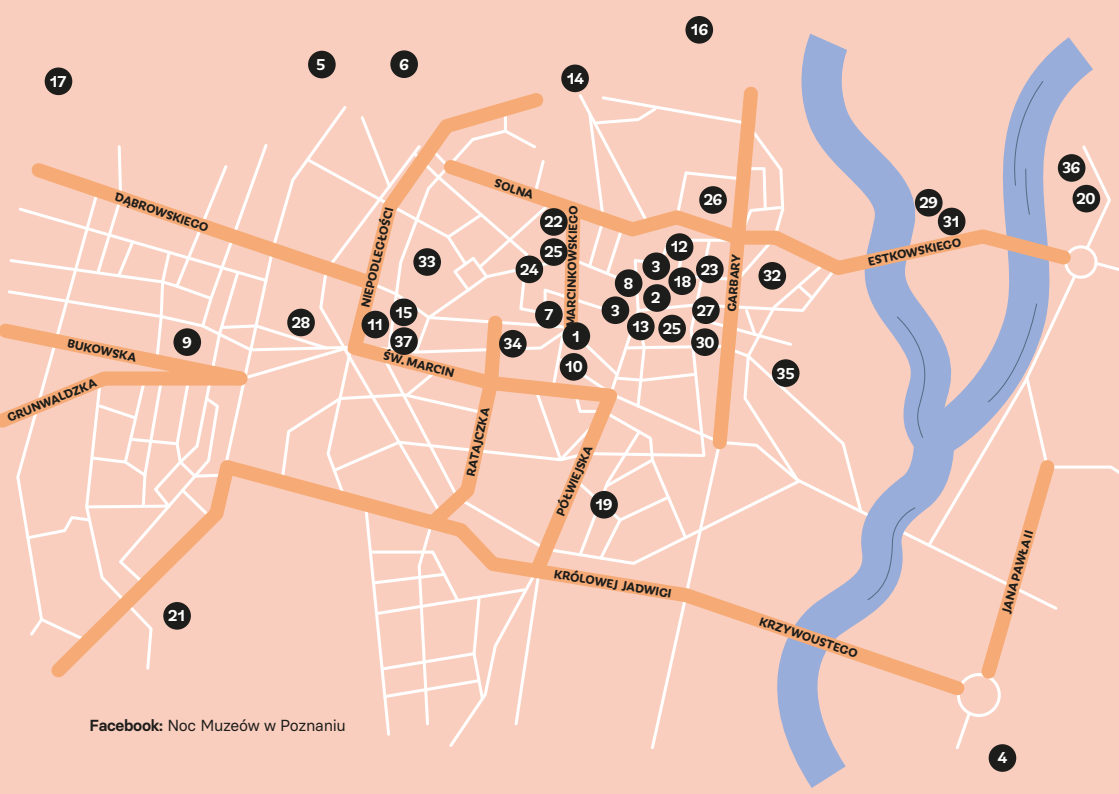 16
5
6
14
17
36
20
DĄBROWSKIEGO
SOLNA
26
29
31
22
MARCINKOWSKIEGO
NIEPODLEGŁOŚCI
12
ESTKOWSKIEGO
33
25
24
3
23
32
8
18
GARBARY
2
15
11
28
7
3
27
13
25
37
9
34
1
30
BUKOWSKA
ŚW. MARCIN
10
35
GRUNWALDZKA
RATAJCZKA
PÓŁWIEJSKA
19
KRÓLOWEJ JADWIGI
JANA PAWŁA II
21
KRZYWOUSTEGO
Facebook: Noc Muzeów w Poznaniu
4